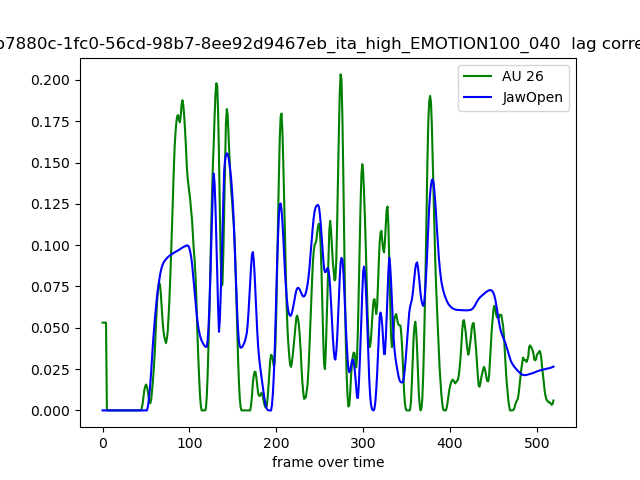 b7880c-1fc0-56cd-98b7-8ee92d9467eb_ita_high_EMOTION100_040 lag corre
AU 26
JawOpen
0.200
0.175
0.150
0.125
0.100
0.075
0.050
0.025
0.000
0 100 200 300 400 500
frame over time